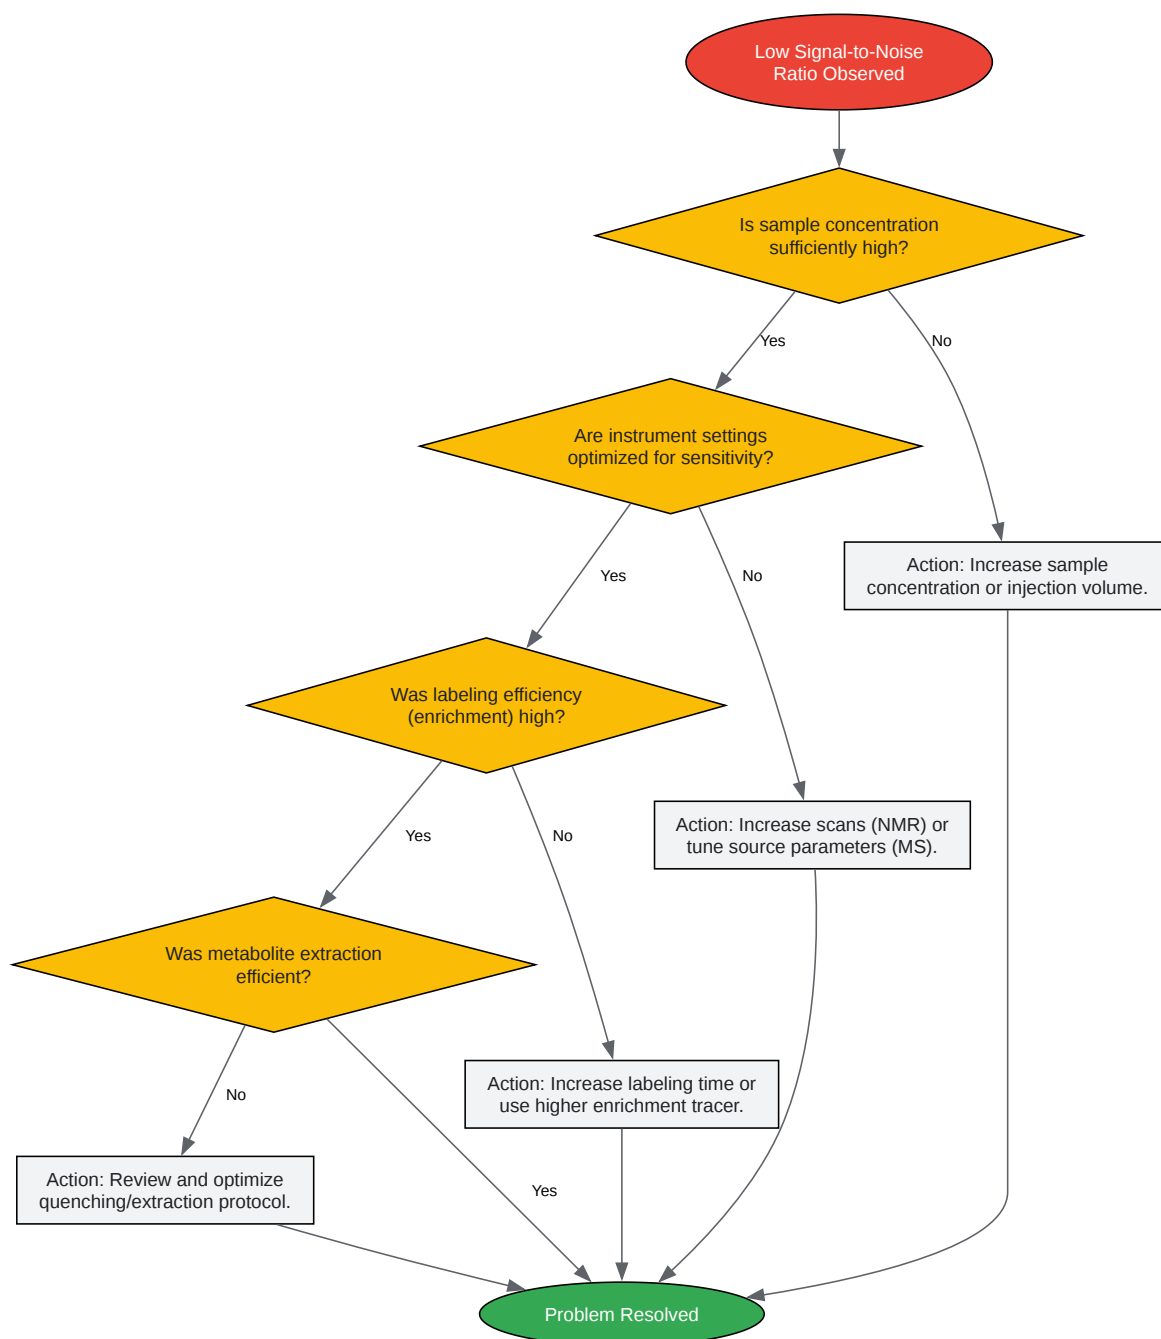 Low Signal-to-Noise
Ratio Observed
Is sample concentration
sufficiently high?
Yes
No
Are instrument settings
optimized for sensitivity?
Action: Increase sample
concentration or injection volume.
Yes
No
Was labeling efficiency
(enrichment) high?
Action: Increase scans (NMR) or
tune source parameters (MS).
Yes
No
Was metabolite extraction
efficient?
Action: Increase labeling time or
use higher enrichment tracer.
No
Yes
Action: Review and optimize
quenching/extraction protocol.
Problem Resolved